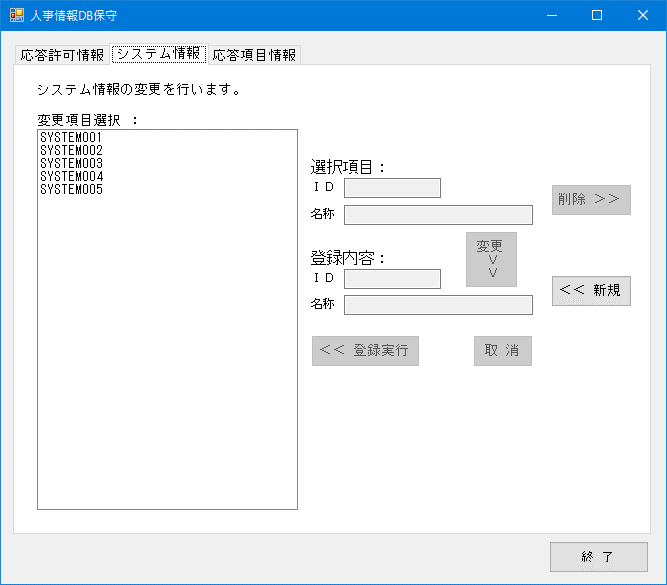 人事情報DB保守
応答許可情報 システム情報 応答項目情報
システム情報の変更を行います。
変更項目選択 ：
SYSTEM001
SYSTEM002
SYSTEM003
SYSTEM004
SYSTEM005
選択項目：
ＩＤ
名称
削除 ＞＞
変更
∨
∨
登録内容：
ＩＤ
名称
＜＜ 新規
＜＜ 登録実行
取 消
終 了